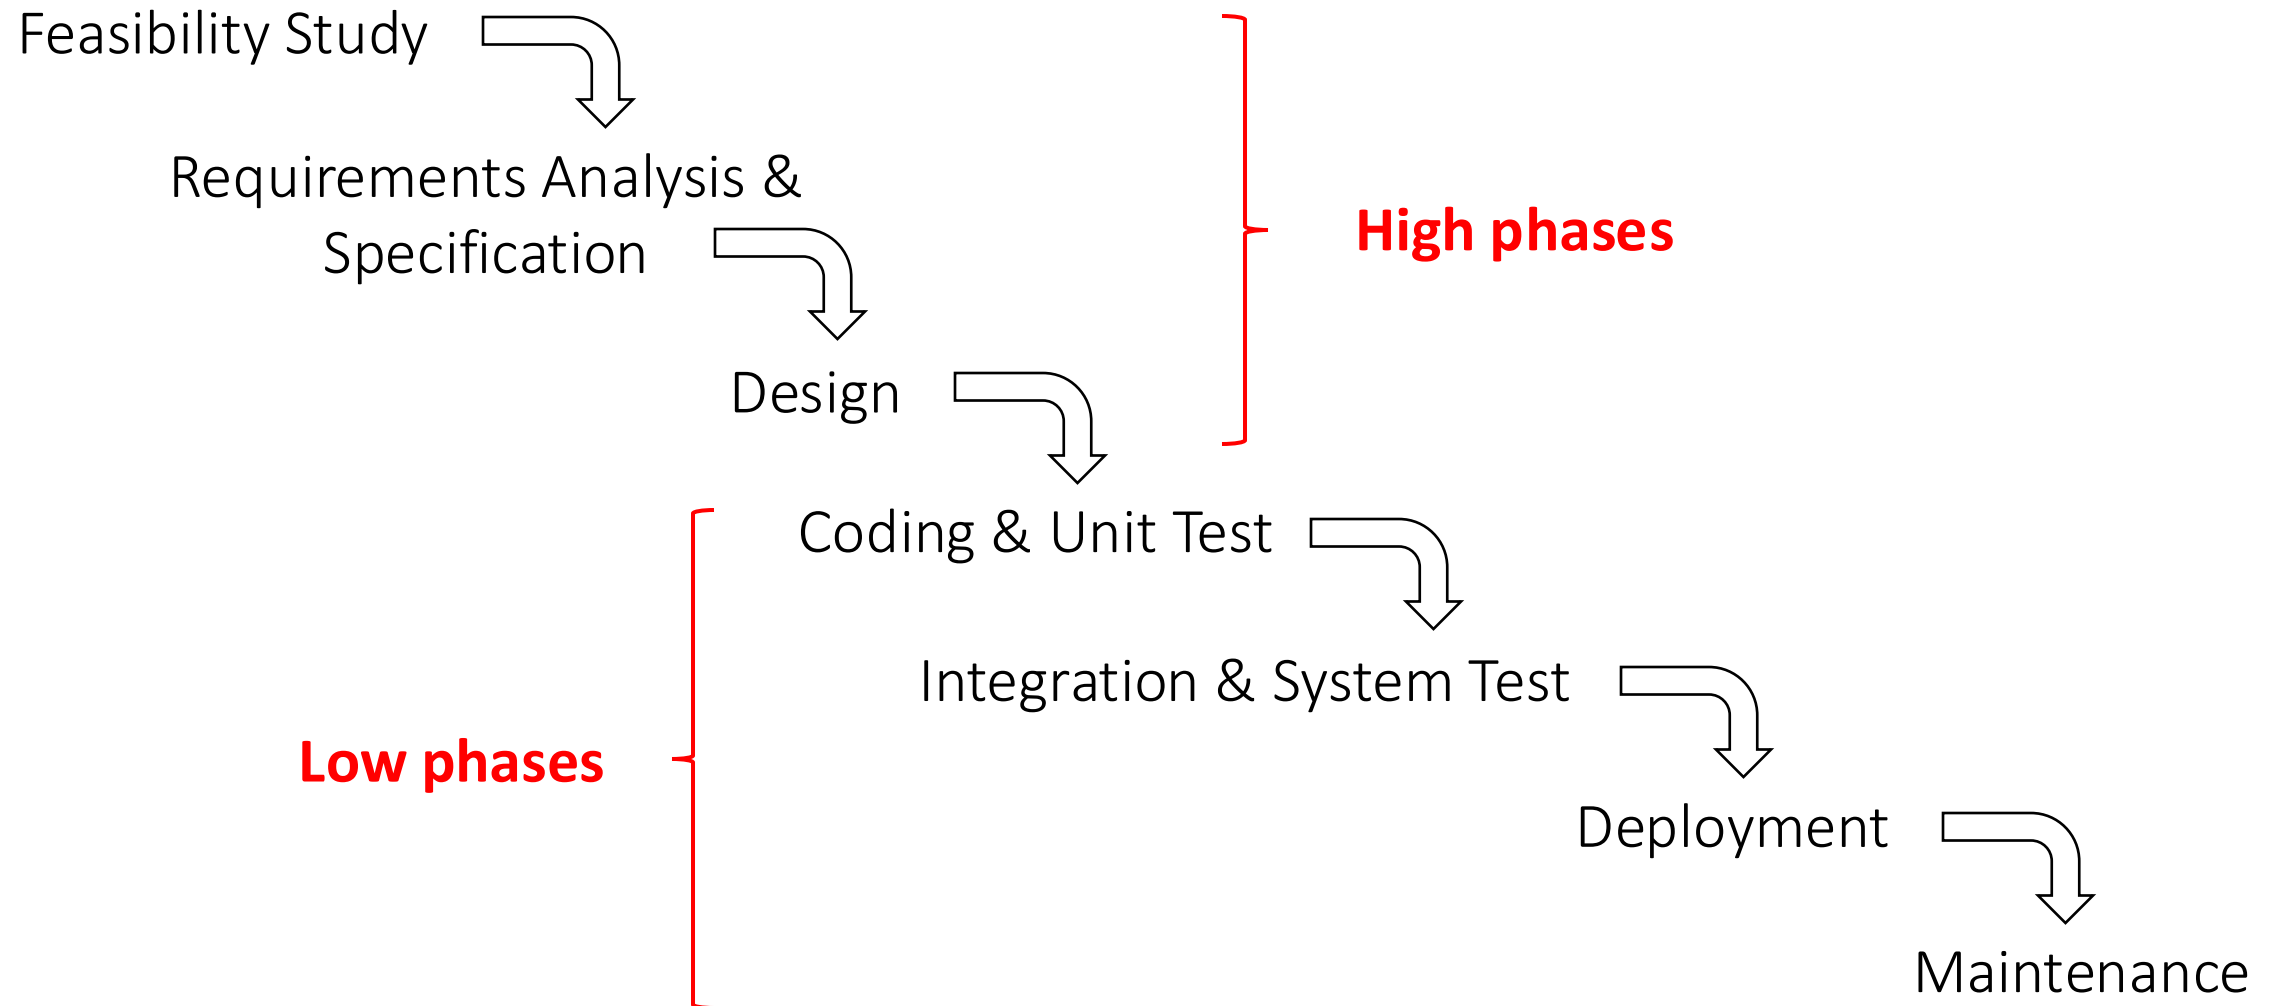 Feasibility Study
Requirements Analysis &
Specification
High phases
Design
Coding & Unit Test
Integration & System Test
Low phases
Deployment
Maintenance